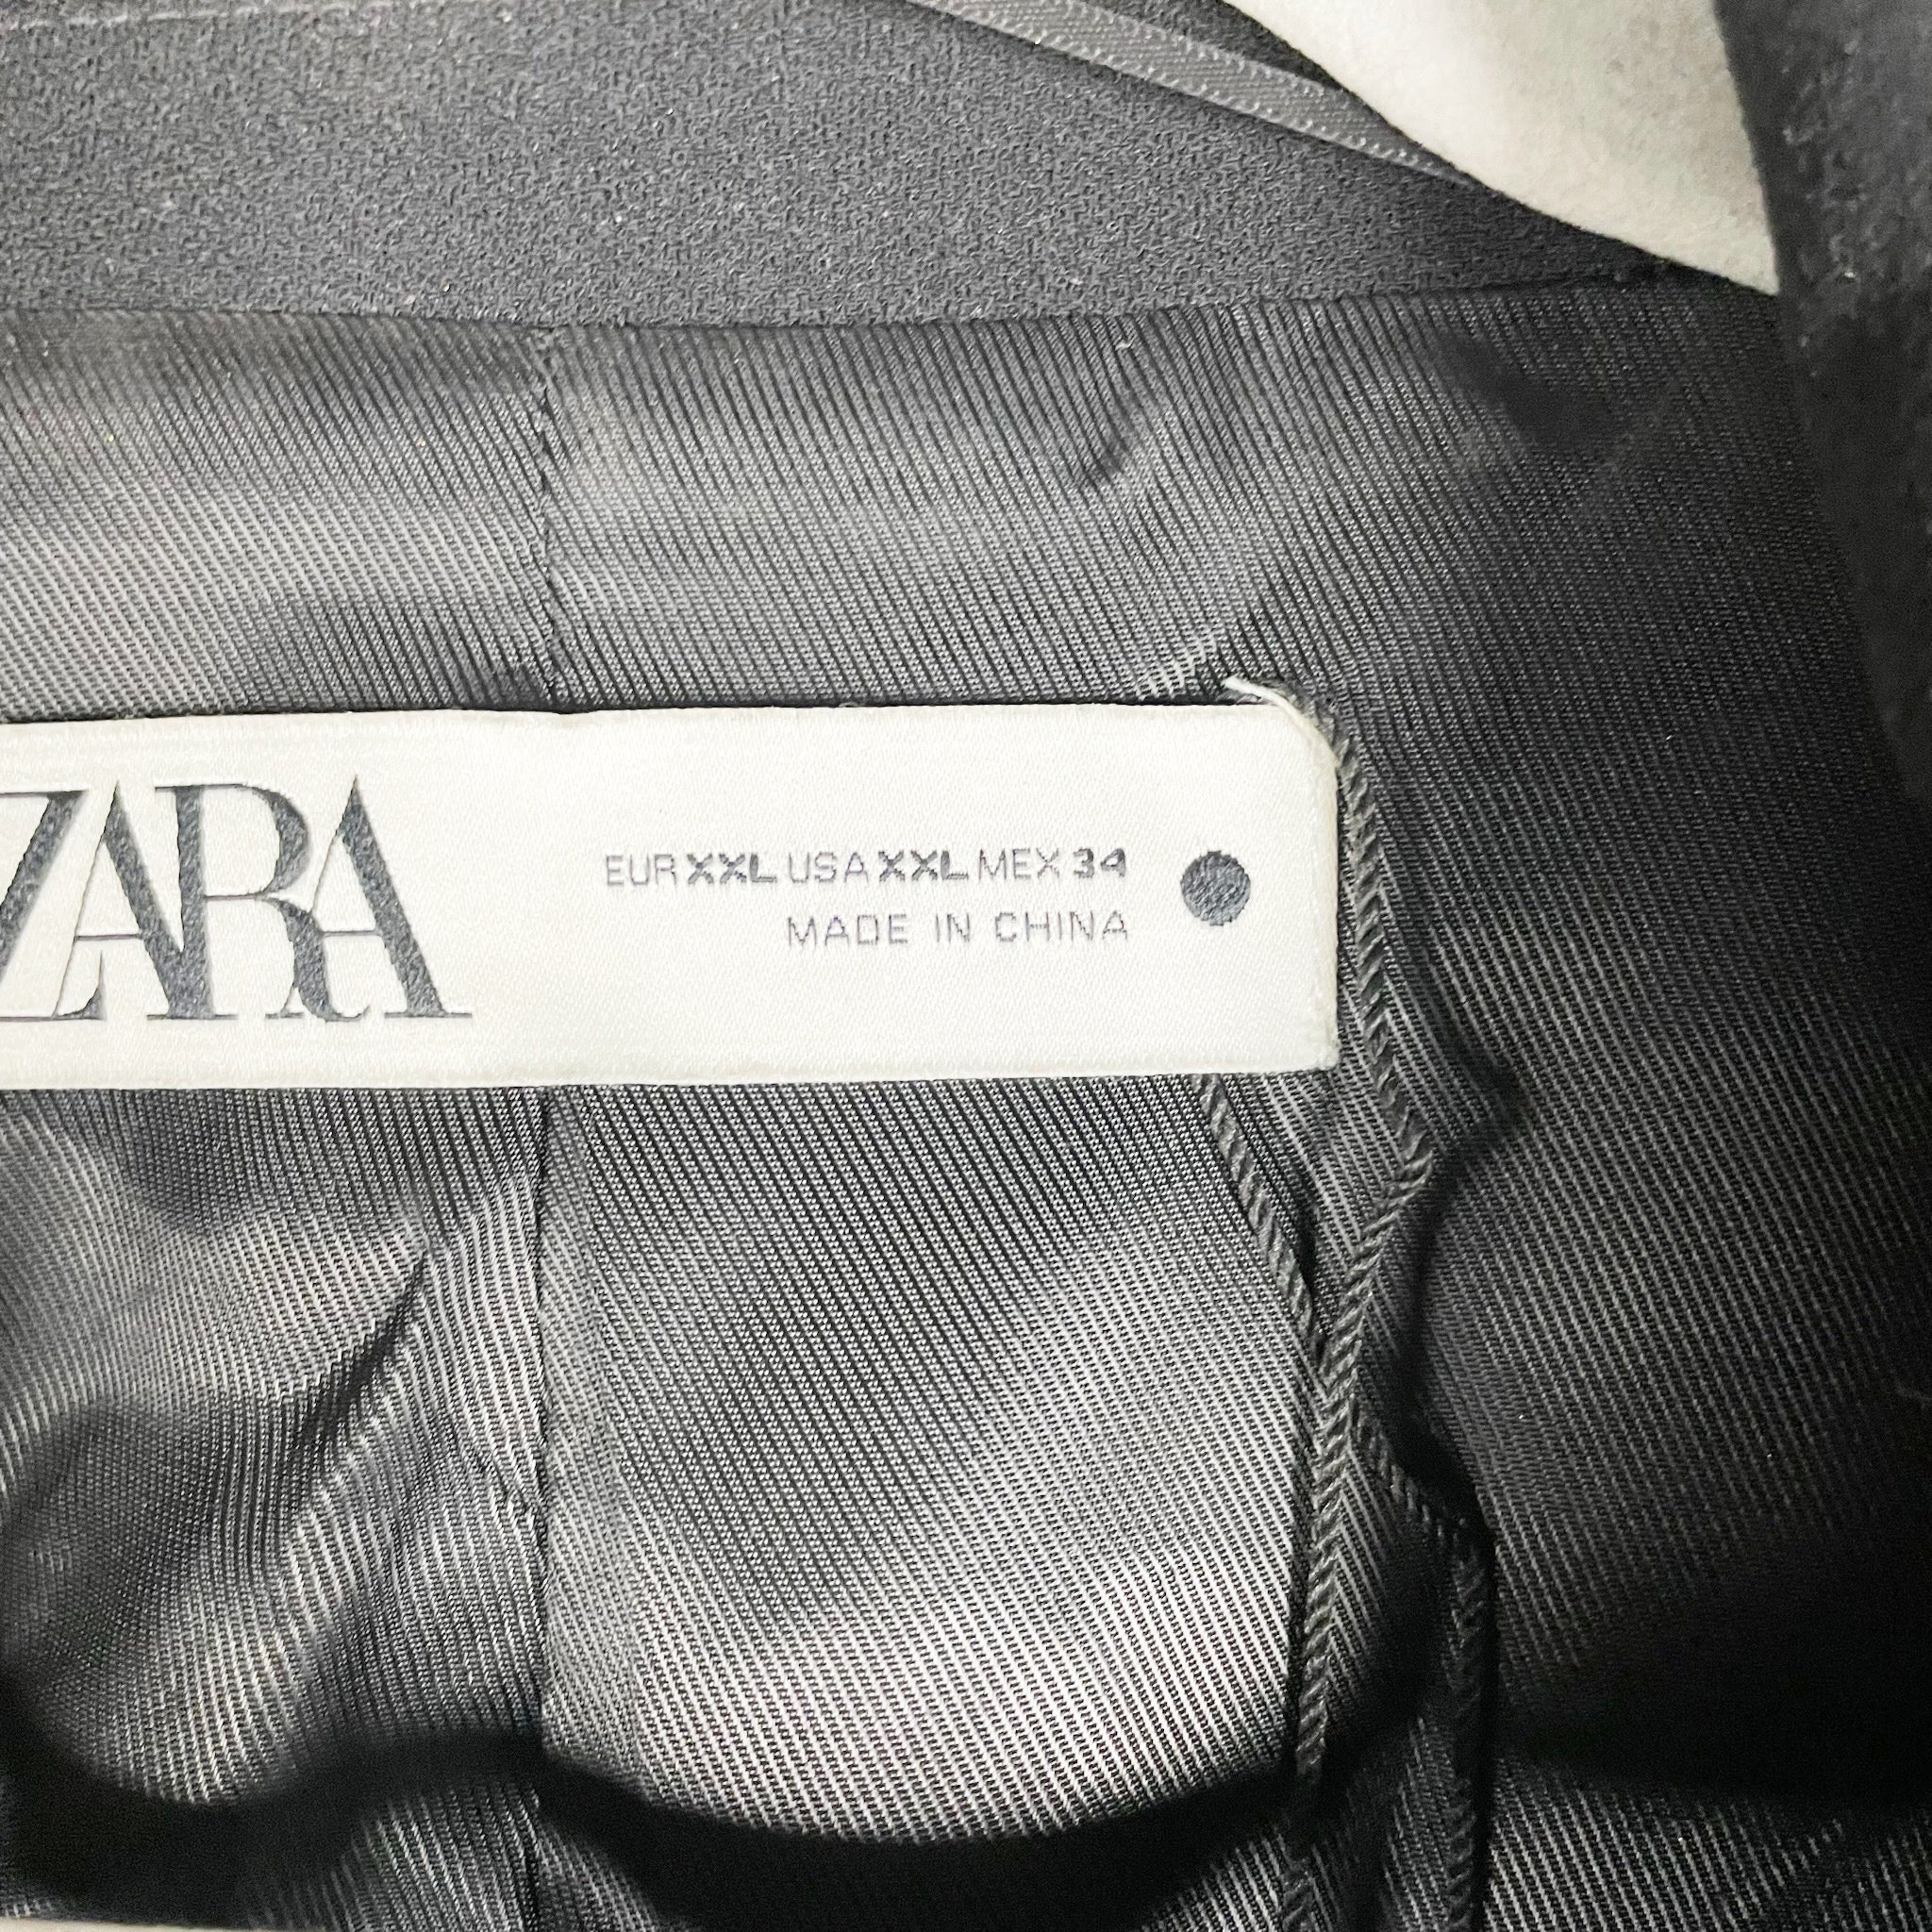 ZARA
EUR XXL USA XXL MEX 34
MADE IN CHINA